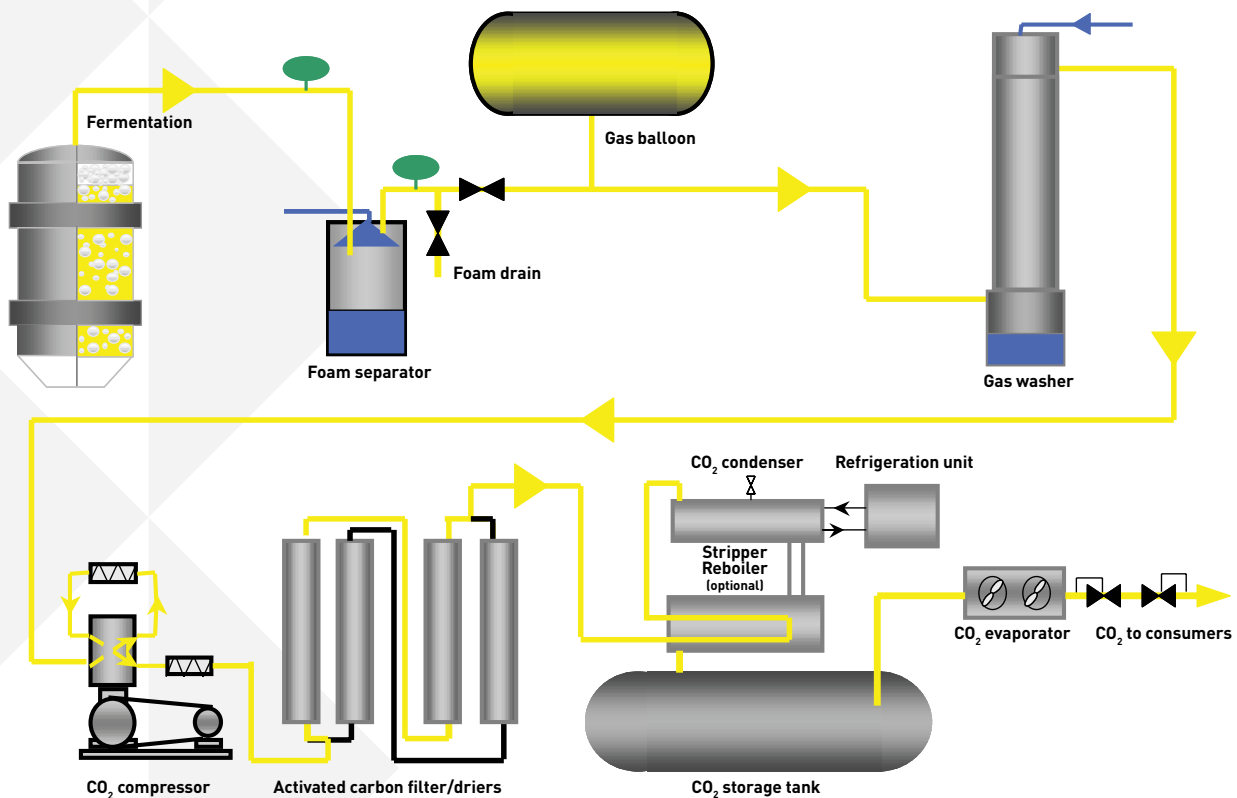 Fermentation
Gas balloon
Foam drain
Foam separator
Gas washer
CO₂ condenser
Refrigeration unit
Stripper
Reboiler
(optional)
CO₂ evaporator
CO₂ to consumers
CO₂ compressor
Activated carbon filter/driers
CO₂ storage tank